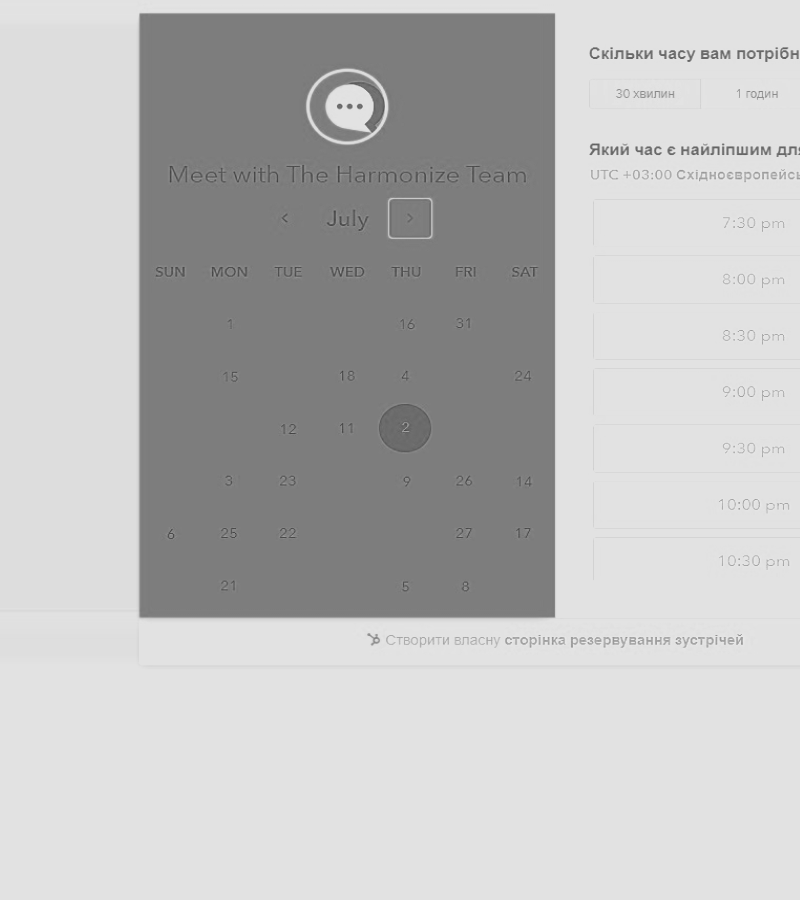 Meet with The Harmonize Team
July
SUN MON TUE WED THU FRI SAT
1 16 31
15 18 4 24
12 11 2
3 23 9 26 14
6 25 22 27 17
21 5 8
Скільки часу вам потрібн
30 хвилин 1 годин
Який час є найліпшим для
UTC +03:00 Східноєвропейсь
7:30 pm
8:00 pm
8:30 pm
9:00 pm
9:30 pm
10:00 pm
10:30 pm
Створити власну сторінка резервування зустрічей